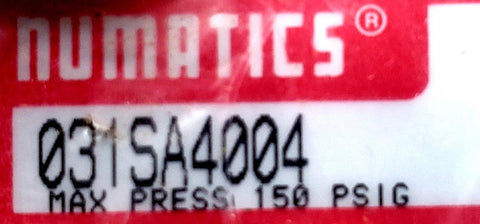 numatics®
031SA4004
MAX PRESS 150 PSIG